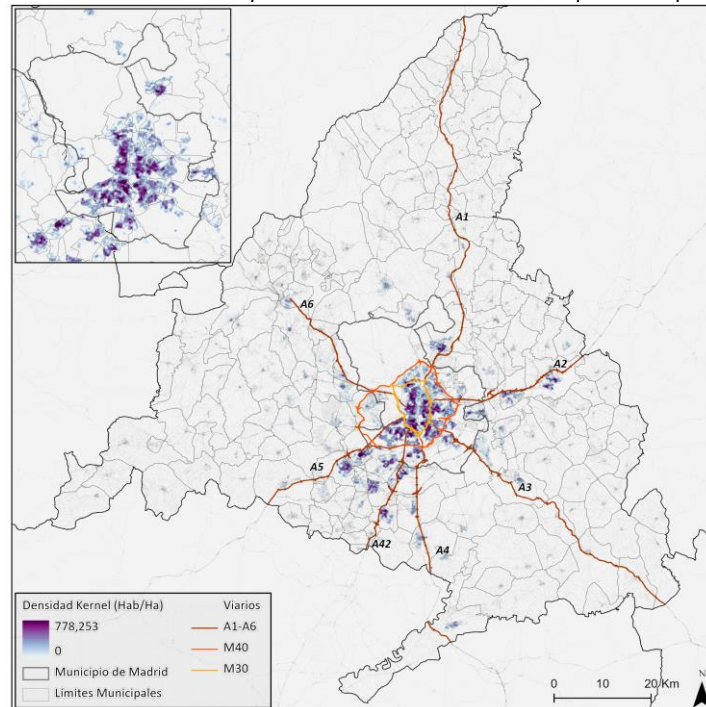 A1
A6
A2
A5
A3
A42
A4
Densidad Kernel (Hab/Ha)
778,253
0
Municipio de Madrid
Límites Municipales
Viarios
A1-A6
M40
M30
N
0 10 20 Km